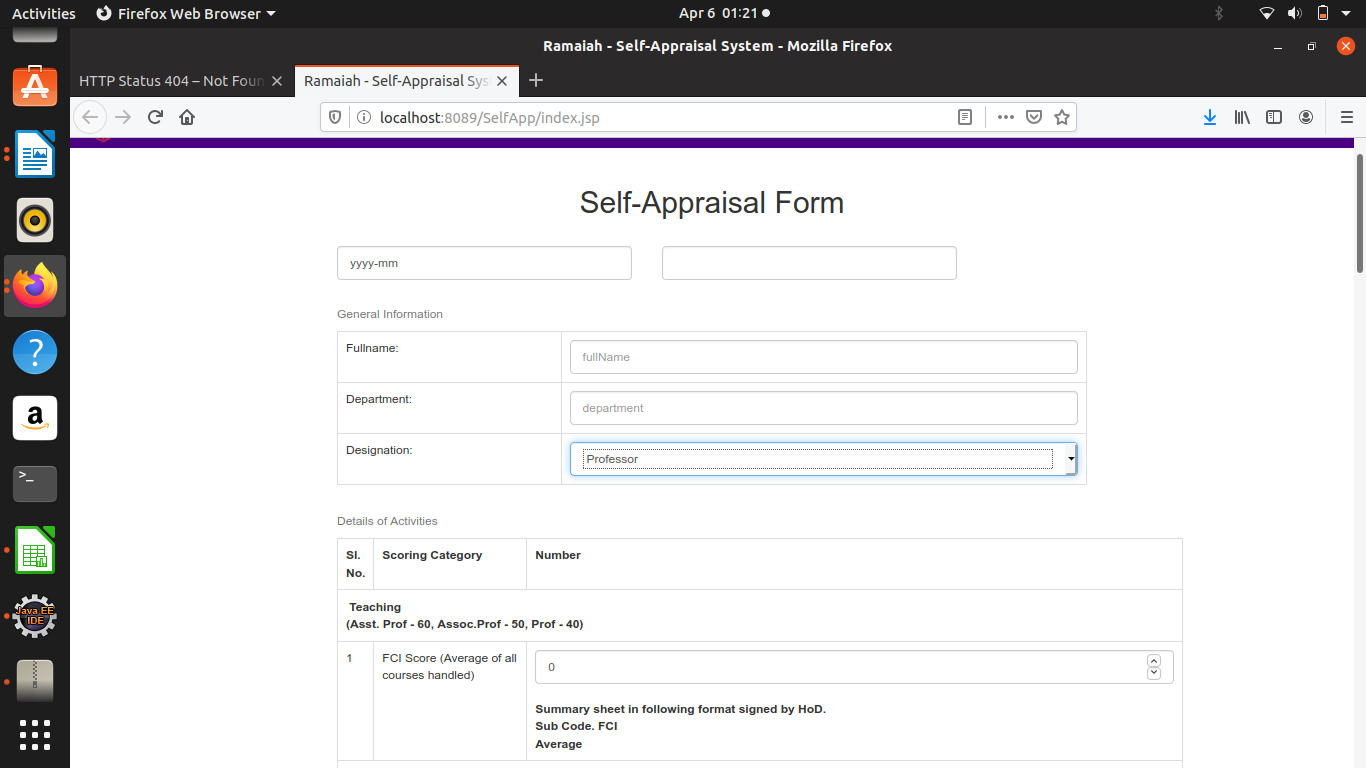 Activities
Firefox Web Browser
Apr 6 01:21
Ramaiah - Self-Appraisal System - Mozilla Firefox
HTTP Status 404 – Not Foun
Ramaiah - Self-Appraisal Sys
localhost:8089/SelfApp/index.jsp
Self-Appraisal Form
yyyy-mm
General Information
Fullname:
fullName
Department:
department
Designation:
Professor
Details of Activities
Sl. No.
Scoring Category
Number
Teaching
(Asst. Prof - 60, Assoc.Prof - 50, Prof - 40)
1
FCI Score (Average of all
courses handled)
0
Summary sheet in following format signed by HoD.
Sub Code. FCI
Average
a
?
>_
Java EE
IDE